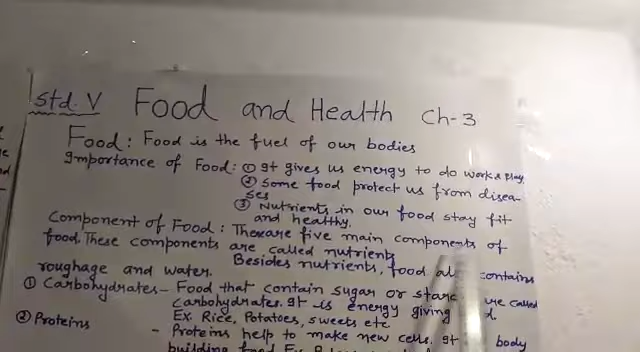 Std. V Food and Health Ch-3
Food: Food is the fuel of our bodies
Importance of Food: ① It gives us energy to do work & play.
② Some food protect us from disea-
ses
③ Nutrients in our food stay fit
and healthy.
Component of Food: There are five main components of
food. These components are called nutrients
Besides nutrients, food contains
roughage and water.
① Carbohydrates - Food that contain sugar or are called
Carbohydrates. It is energy giving
Ex. Rice, Potatoes, sweets etc
② Proteins - Proteins help to make new cells. It body
building food Ex